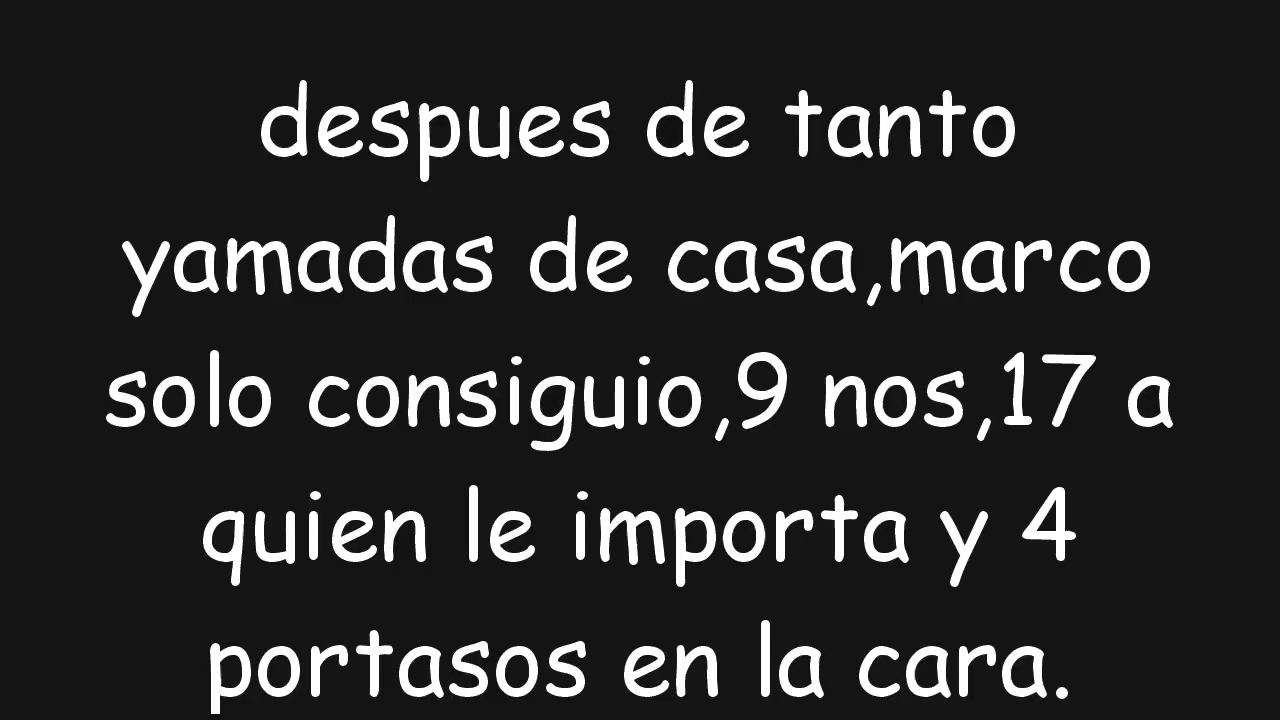 despues de tanto
yamadas de casa,marco
solo consiguio,9 nos,17 a
quien le importa y 4
portasos en la cara.